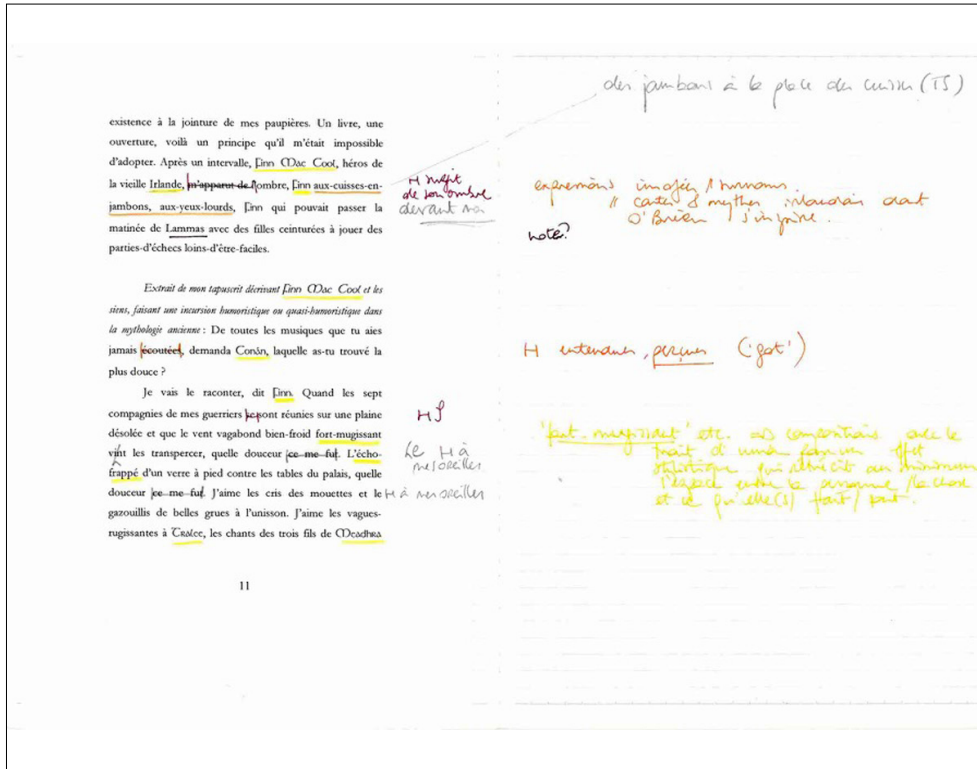 des jambons à la place des cuisses (TS)
existence à la jointure de mes paupières. Un livre, une
ouverture, voilà un principe qu'il m'était impossible
d'adopter. Après un intervalle, Finn Mac Cool, héros de
la vieille Irlande, m'apparut de l'ombre, Finn aux-cuisses-en-
jambons, aux-yeux-lourds, Finn qui pouvait passer la
matinée de Lammas avec des filles ceinturées à jouer des
parties-d'échecs loins-d'être-faciles.
H surgit
de son ombre
devant moi
expressions imagées / humour
// contes & mythes irlandais dont
O'Brien s'inspire.
note?
Extrait de mon tapuscrit décrivant Finn Mac Cool et les
siens, faisant une incursion humoristique ou quasi-humoristique dans
la mythologie ancienne : De toutes les musiques que tu aies
jamais écoutées, demanda Conán, laquelle as-tu trouvé la
plus douce ?
H entendues, perçues ('got')
Je vais le raconter, dit Finn. Quand les sept
compagnies de mes guerriers se sont réunies sur une plaine
désolée et que le vent vagabond bien-froid fort-mugissant
vint les transpercer, quelle douceur ce me fut. L'écho-
frappé d'un verre à pied contre les tables du palais, quelle
douceur ce me fut. J'aime les cris des mouettes et le
gazouillis de belles grues à l'unisson. J'aime les vagues-
rugissantes à Tralee, les chants des trois fils de Meadhra
H S
Le H à
mes oreilles
H à mes oreilles
'fort-mugissant' etc. compositions avec le
trait d'union
stylistique qui rétrécit au minimum
l'espace entre la personne / la chose
et ce qu'elle(s) fait / font.
11